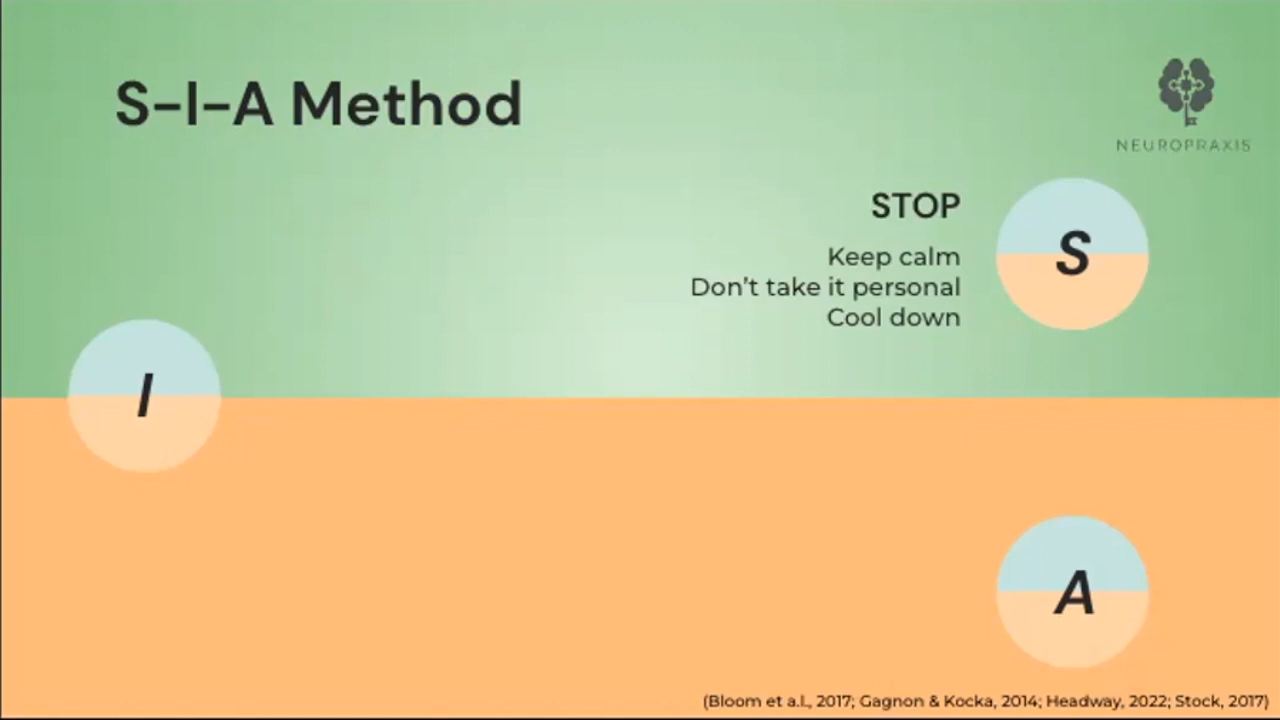 S-I-A Method
NEUROPRAXIS
STOP
S
Keep calm
Don't take it personal
Cool down
I
A
(Bloom et a.l., 2017; Gagnon & Kocka, 2014; Headway, 2022; Stock, 2017)